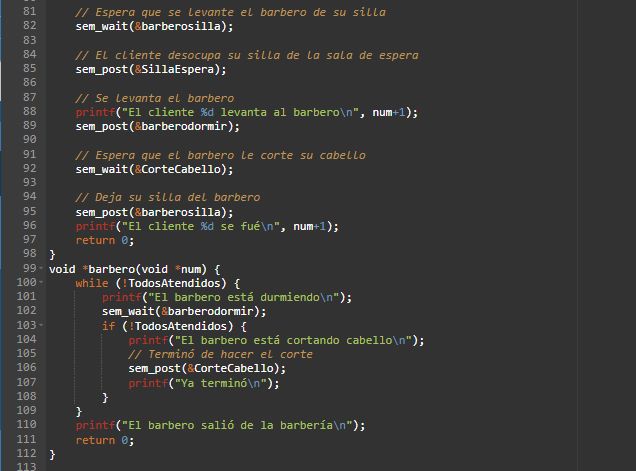 81 // Espera que se levante el barbero de su silla
82 sem_wait(&barberosilla);
83
84 // El cliente desocupa su silla de la sala de espera
85 sem_post(&SillaEspera);
86
87 // Se levanta el barbero
88 printf("El cliente %d levanta al barbero\n", num+1);
89 sem_post(&barberodormir);
90
91 // Espera que el barbero le corte su cabello
92 sem_wait(&CorteCabello);
93
94 // Deja su silla del barbero
95 sem_post(&barberosilla);
96 printf("El cliente %d se fué\n", num+1);
97 return 0;
98 }
99 void *barbero(void *num) {
100 while (!TodosAtendidos) {
101 printf("El barbero está durmiendo\n");
102 sem_wait(&barberodormir);
103 if (!TodosAtendidos) {
104 printf("El barbero está cortando cabello\n");
105 // Terminó de hacer el corte
106 sem_post(&CorteCabello);
107 printf("Ya terminó\n");
108 }
109 }
110 printf("El barbero salió de la barbería\n");
111 return 0;
112 }
113